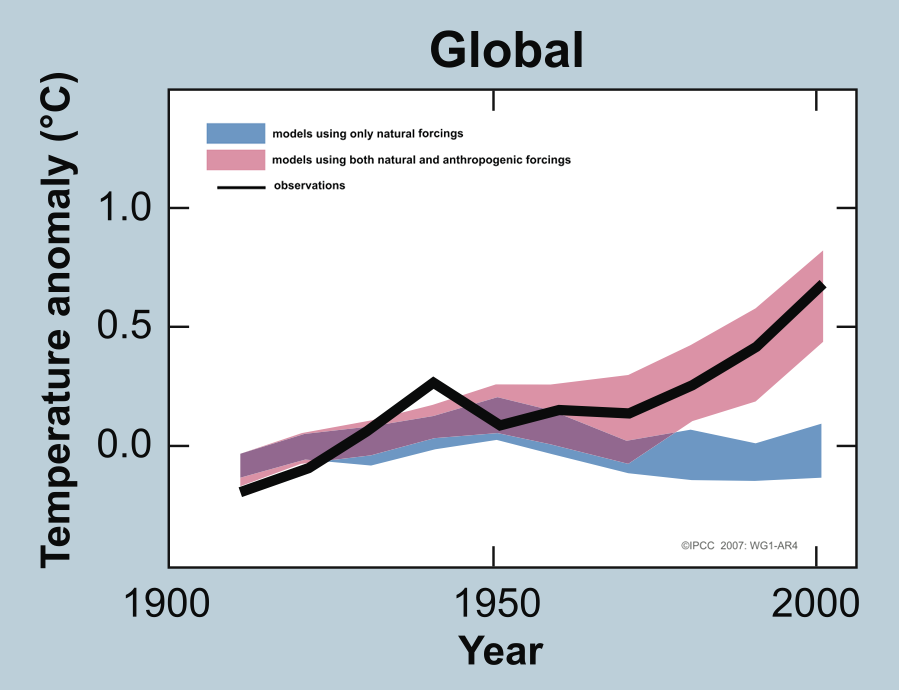 Global
Temperature anomaly (°C)
models using only natural forcings
models using both natural and anthropogenic forcings
observations
1.0
0.5
0.0
©IPCC 2007: WG1-AR4
1900 1950 2000
Year